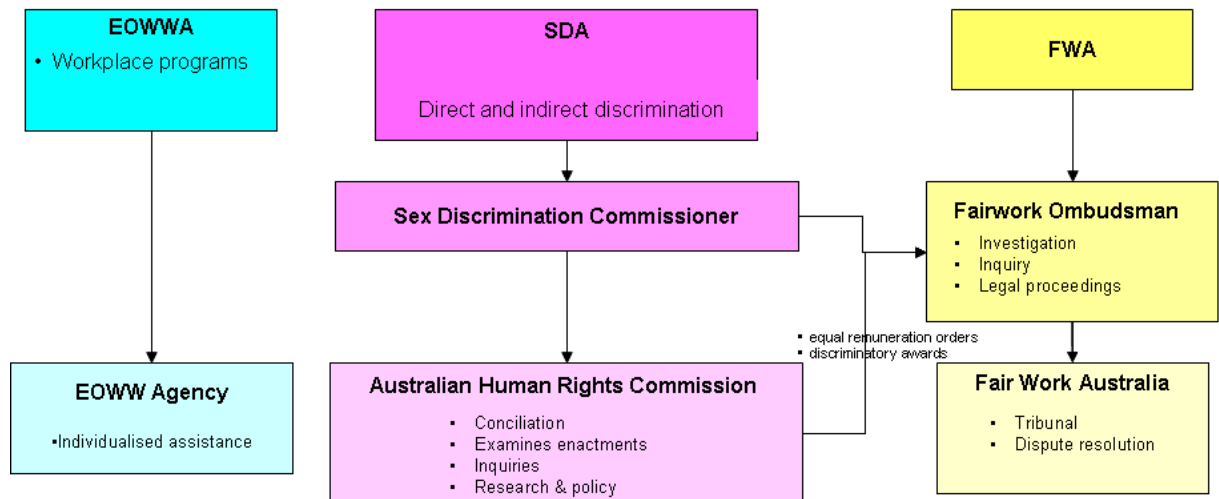 EOWWA
• Workplace programs
SDA
Direct and indirect discrimination
FWA
Sex Discrimination Commissioner
Fairwork Ombudsman
▪ Investigation
▪ Inquiry
▪ Legal proceedings
▪ equal remuneration orders
▪ discriminatory awards
EOWW Agency
▪Individualised assistance
Australian Human Rights Commission
▪ Conciliation
▪ Examines enactments
▪ Inquiries
▪ Research & policy
Fair Work Australia
▪ Tribunal
▪ Dispute resolution